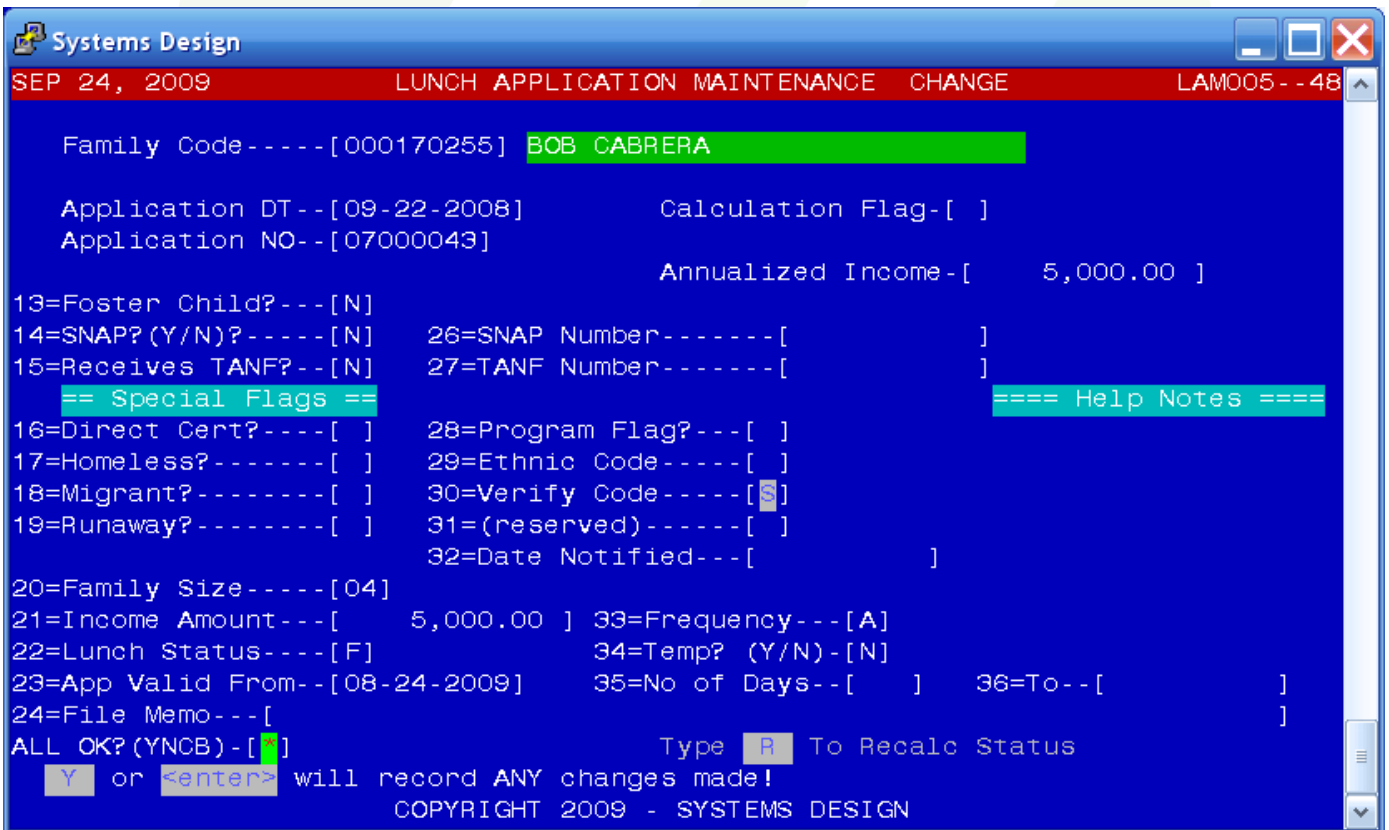 Systems Design
SEP 24, 2009 LUNCH APPLICATION MAINTENANCE CHANGE LAM005--48
Family Code-----[000170255] BOB CABRERA
Application DT--[09-22-2008] Calculation Flag-[ ]
Application NO--[07000043]
Annualized Income-[ 5,000.00 ]
13=Foster Child?---[N]
14=SNAP?(Y/N)?-----[N] 26=SNAP Number-------[ ]
15=Receives TANF?--[N] 27=TANF Number-------[ ]
== Special Flags == ==== Help Notes ====
16=Direct Cert?----[ ] 28=Program Flag?---[ ]
17=Homeless?-------[ ] 29=Ethnic Code-----[ ]
18=Migrant?--------[ ] 30=Verify Code-----[S]
19=Runaway?--------[ ] 31=(reserved)------[ ]
32=Date Notified---[ ]
20=Family Size-----[04]
21=Income Amount---[ 5,000.00 ] 33=Frequency---[A]
22=Lunch Status----[F] 34=Temp? (Y/N)-[N]
23=App Valid From--[08-24-2009] 35=No of Days--[ ] 36=To--[ ]
24=File Memo---[ ]
ALL OK?(YNCB)-[*] Type R To Recalc Status
Y or <enter> will record ANY changes made!
COPYRIGHT 2009 - SYSTEMS DESIGN